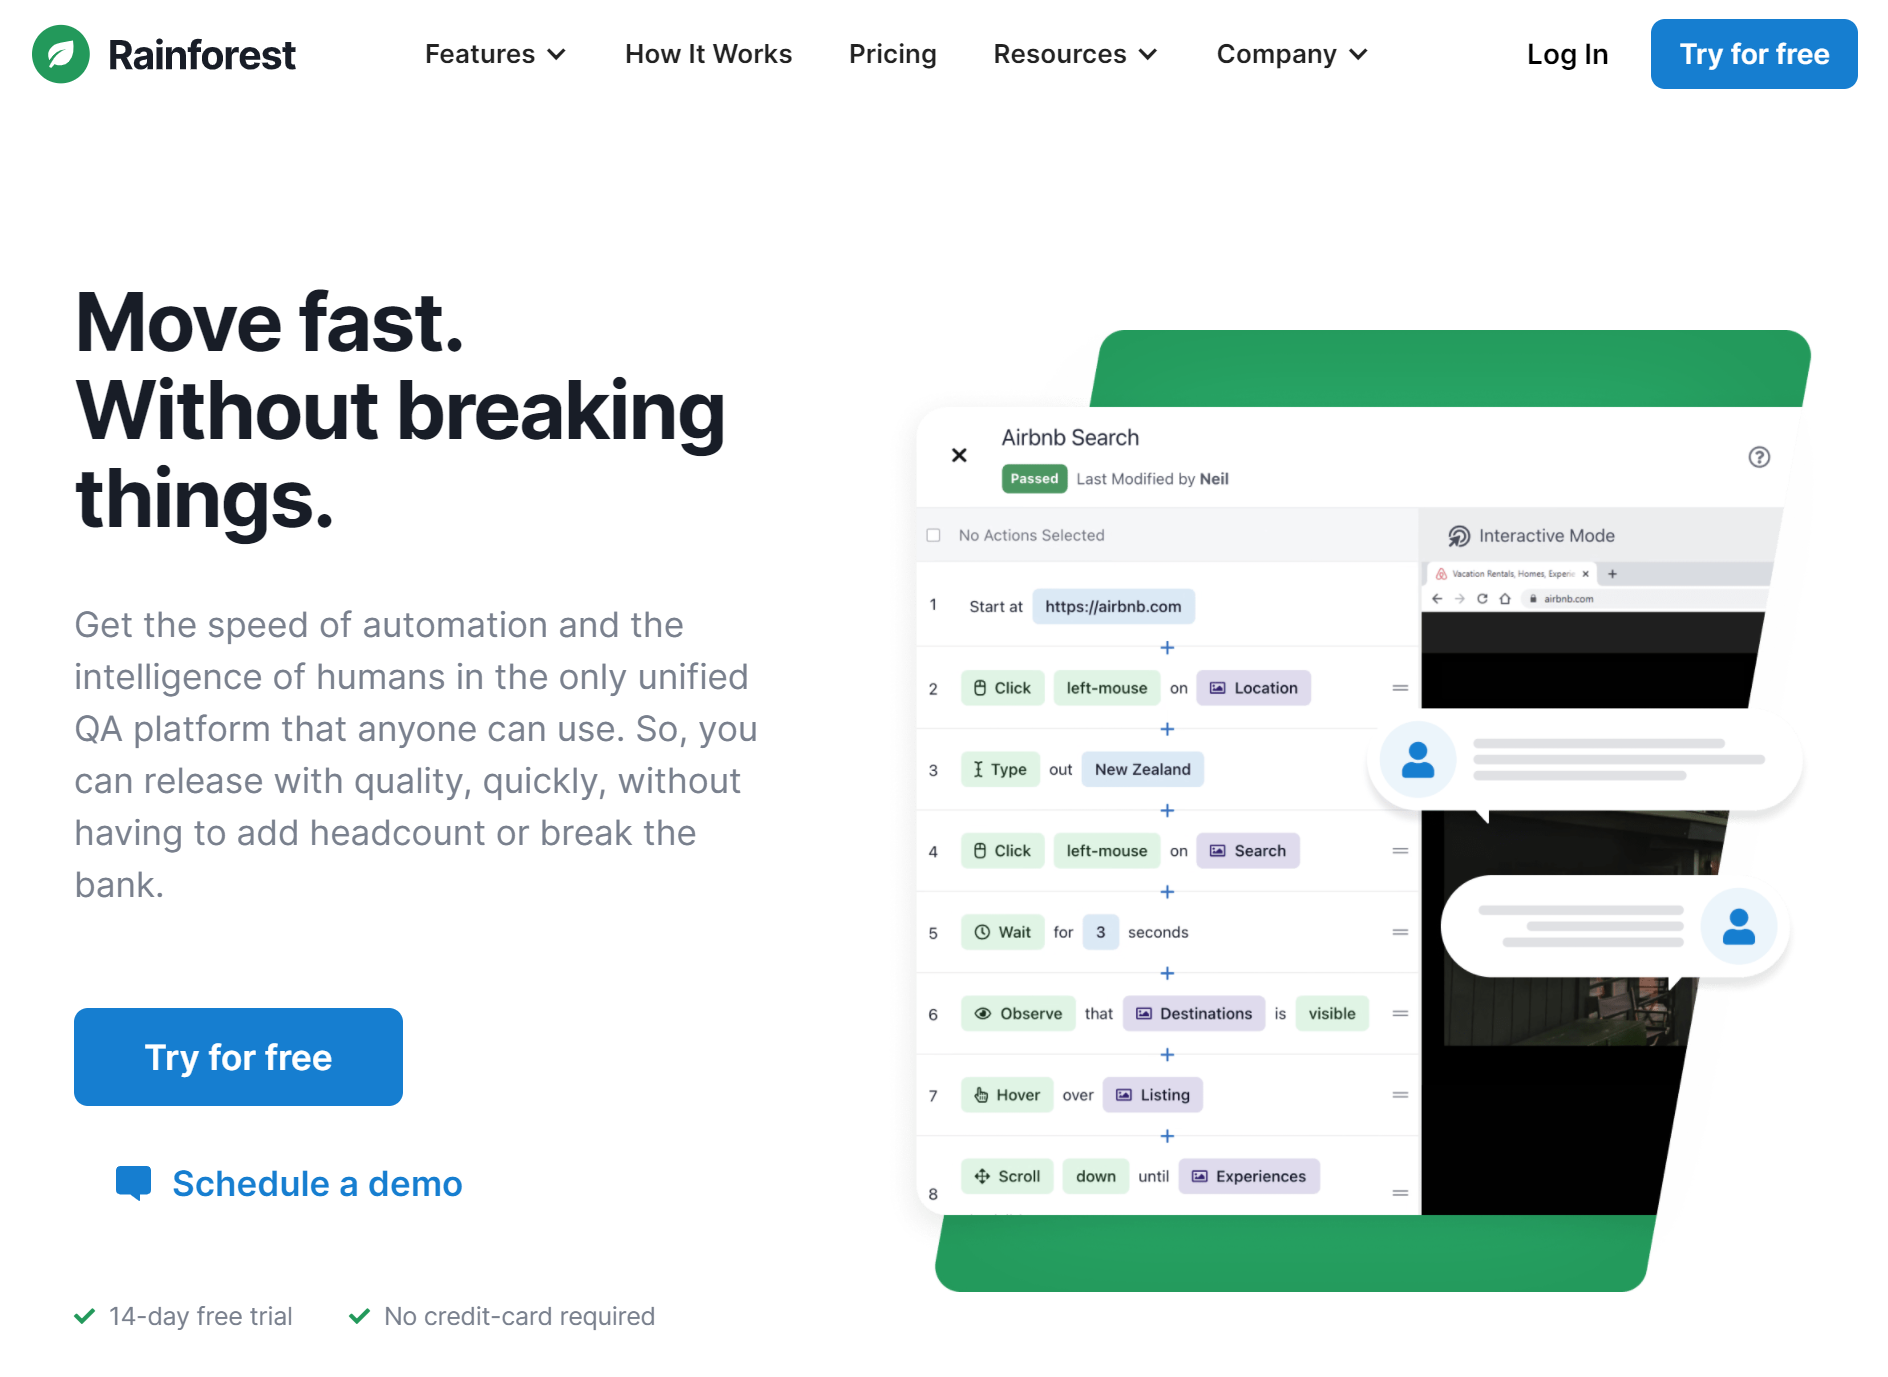 Rainforest
Features
How It Works
Pricing
Resources
Company
Log In
Try for free
Move fast.
Without breaking
things.
Get the speed of automation and the
intelligence of humans in the only unified
QA platform that anyone can use. So, you
can release with quality, quickly, without
having to add headcount or break the
bank.
Try for free
Schedule a demo
14-day free trial
No credit-card required
Airbnb Search
Passed Last Modified by Neil
No Actions Selected
1 Start at https://airbnb.com
2 Click left-mouse on Location
3 Type out New Zealand
4 Click left-mouse on Search
5 Wait for 3 seconds
6 Observe that Destinations is visible
7 Hover over Listing
8 Scroll down until Experiences
Interactive Mode
Vacation Rentals, Homes, Experie
airbnb.com